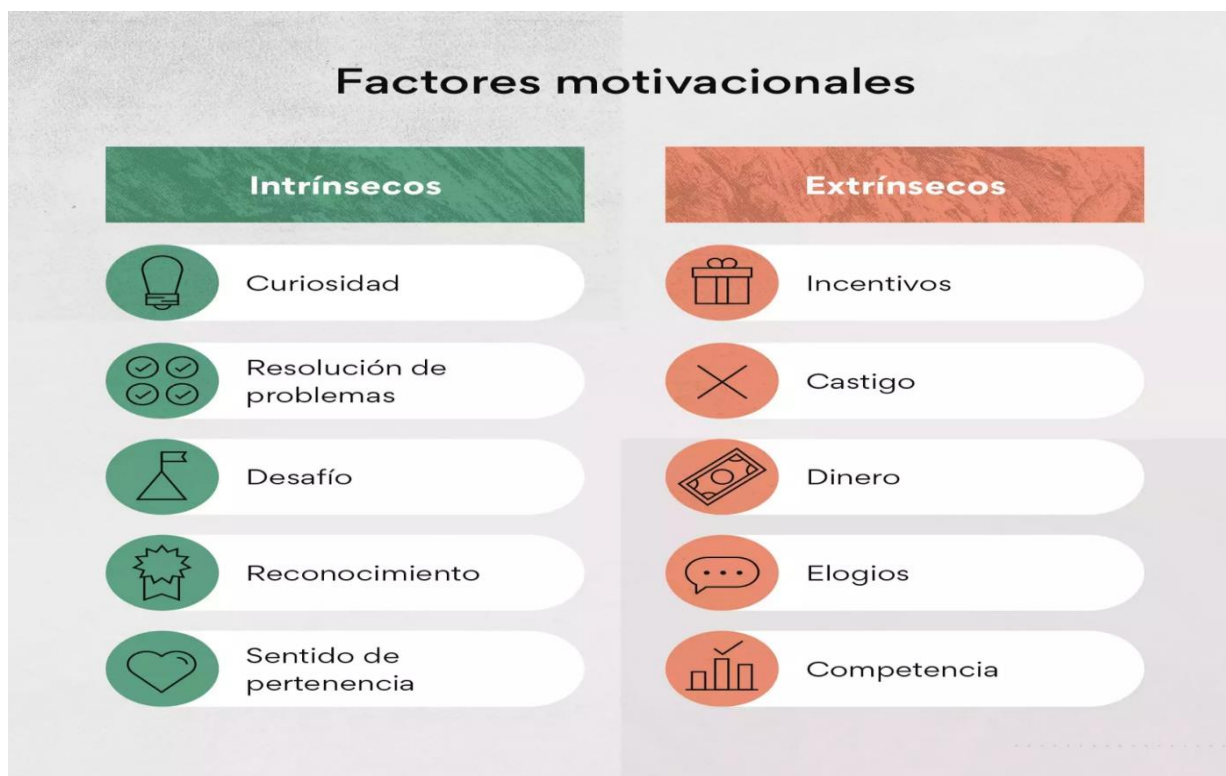 Factores motivacionales
Intrínsecos
Curiosidad
Resolución de
problemas
Desafío
Reconocimiento
Sentido de
pertenencia
Extrínsecos
Incentivos
Castigo
Dinero
Elogios
Competencia